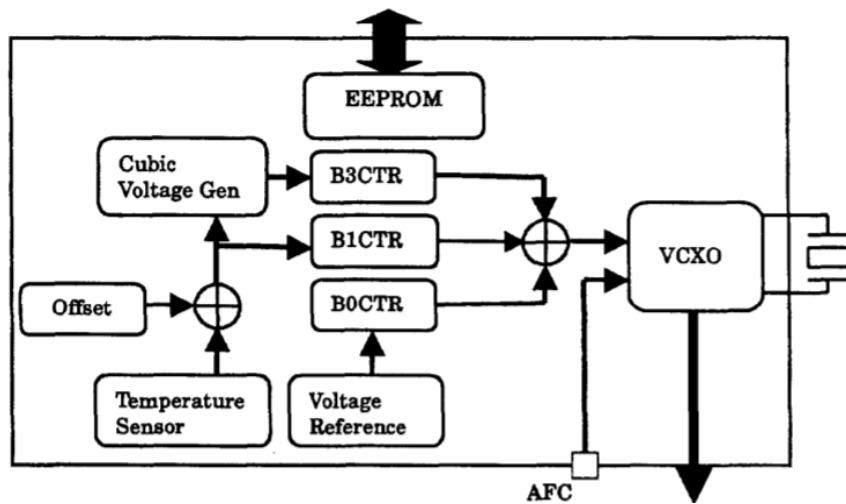 EEPROM
Cubic
Voltage Gen
B3CTR
B1CTR
VCXO
Offset
B0CTR
Temperature
Sensor
Voltage
Reference
AFC